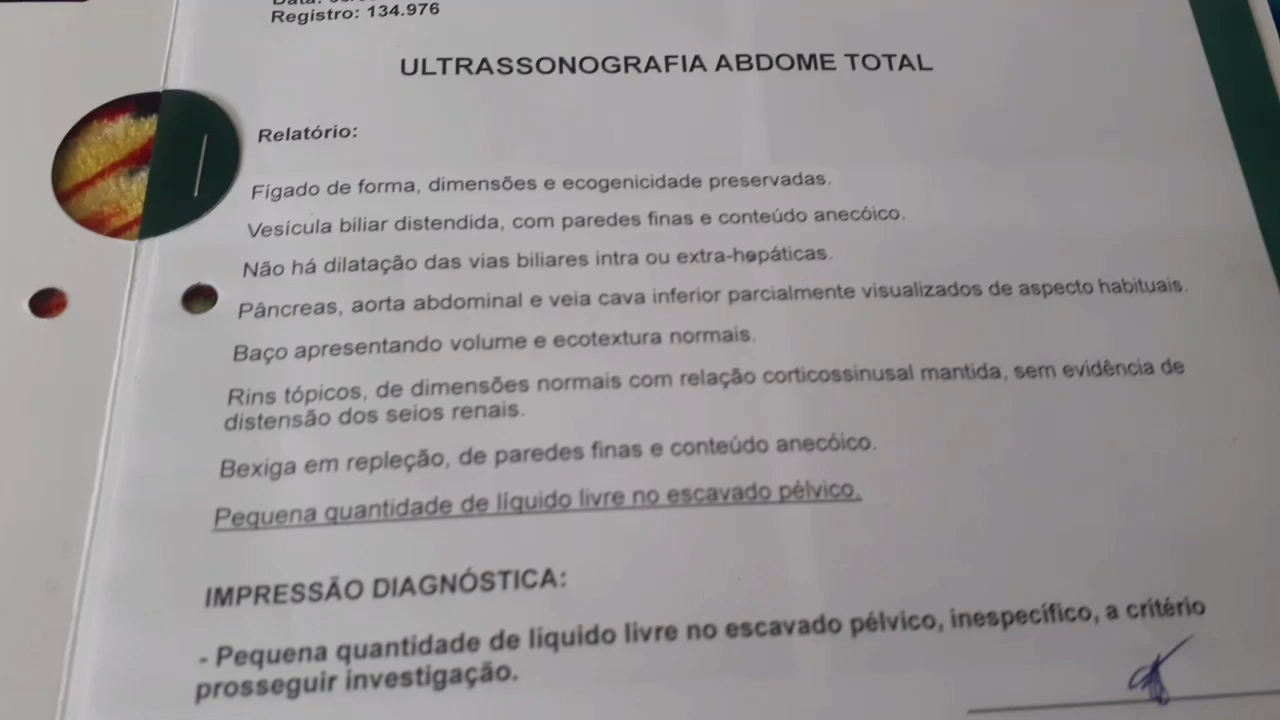 Registro: 134.976
ULTRASSONOGRAFIA ABDOME TOTAL
Relatório:
Fígado de forma, dimensões e ecogenicidade preservadas.
Vesícula biliar distendida, com paredes finas e conteúdo anecóico.
Não há dilatação das vias biliares intra ou extra-hepáticas.
Pâncreas, aorta abdominal e veia cava inferior parcialmente visualizados de aspecto habituais.
Baço apresentando volume e ecotextura normais.
Rins tópicos, de dimensões normais com relação corticossinusal mantida, sem evidência de
distensão dos seios renais.
Bexiga em repleção, de paredes finas e conteúdo anecóico.
Pequena quantidade de líquido livre no escavado pélvico.
IMPRESSÃO DIAGNÓSTICA:
- Pequena quantidade de líquido livre no escavado pélvico, inespecífico, a critério
prosseguir investigação.